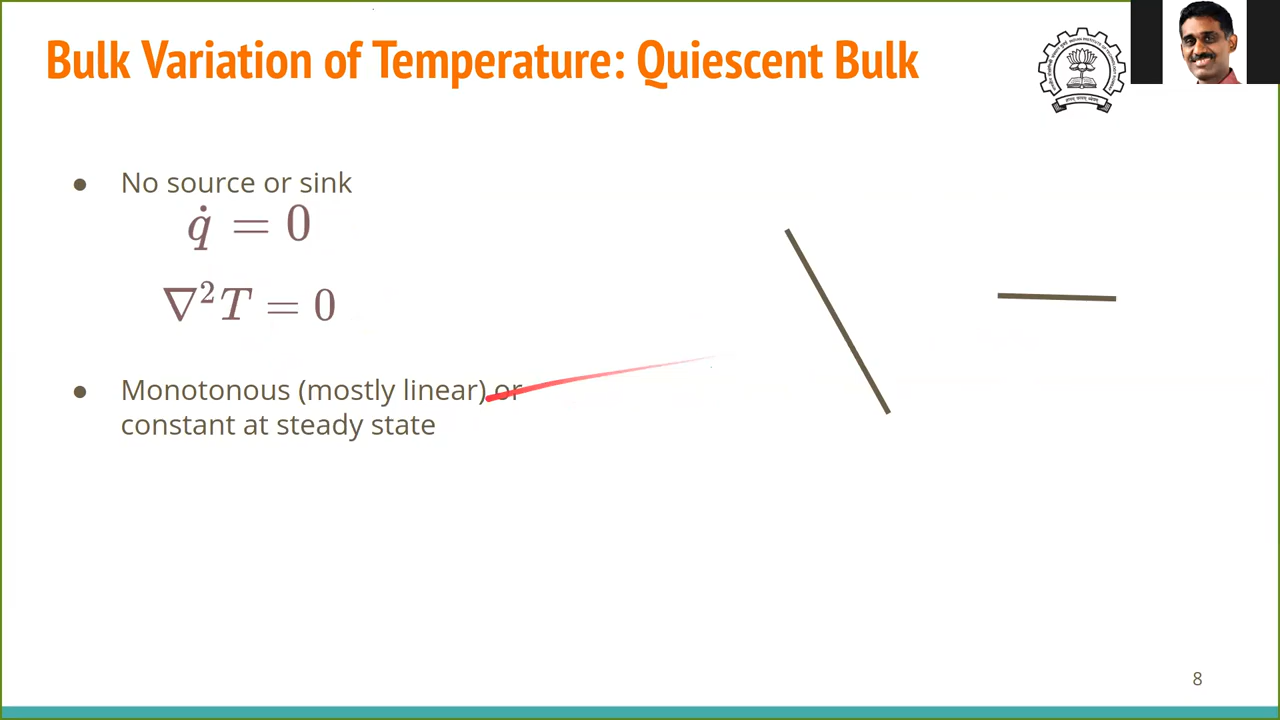 Bulk Variation of Temperature: Quiescent Bulk
● No source or sink
q̇ = 0
∇²T = 0
● Monotonous (mostly linear) or
constant at steady state
8